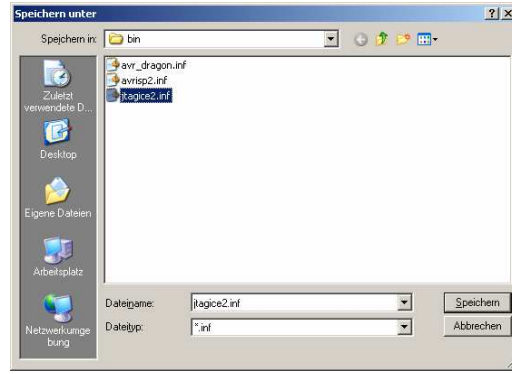 Speichern unter
Speichern in:
bin
Zuletzt
verwendete D...
Desktop
Eigene Dateien
Arbeitsplatz
Netzwerkumge
bung
avr_dragon.inf
avrisp2.inf
jtagice2.inf
Dateiname:
jtagice2.inf
Speichern
Dateityp:
*.inf
Abbrechen